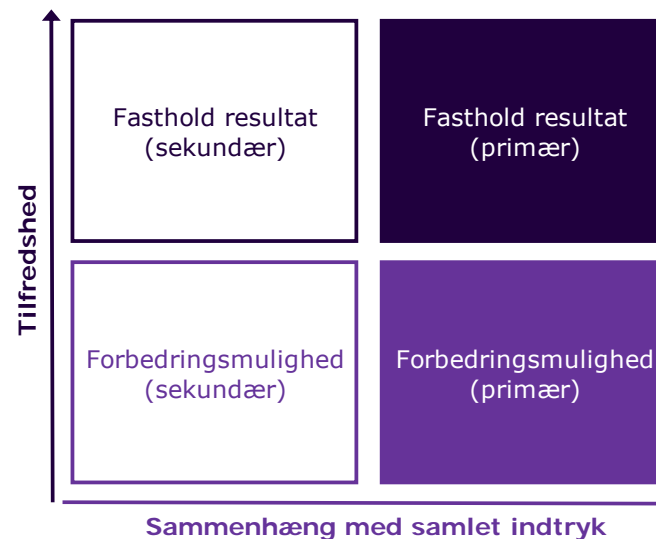 Fasthold resultat
(sekundær)
Fasthold resultat
(primær)
Tilfredshed
Forbedringsmulighed
(sekundær)
Forbedringsmulighed
(primær)
Sammenhæng med samlet indtryk